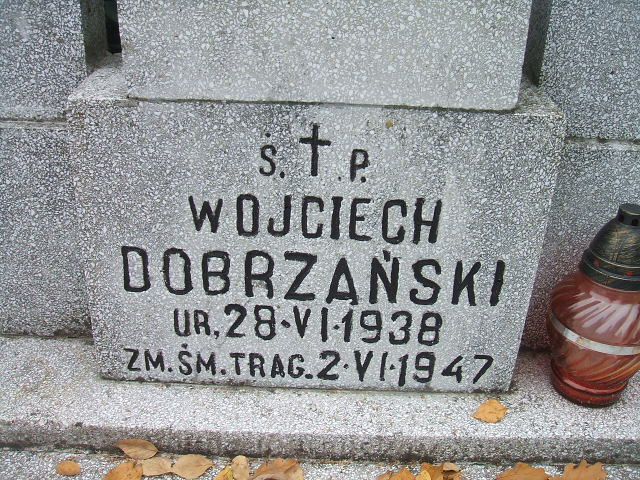 Ś. P.
WOJCIECH
DOBRZAŃSKI
UR. 28·VI·1938
ZM. ŚM. TRAG. 2·VI·1947